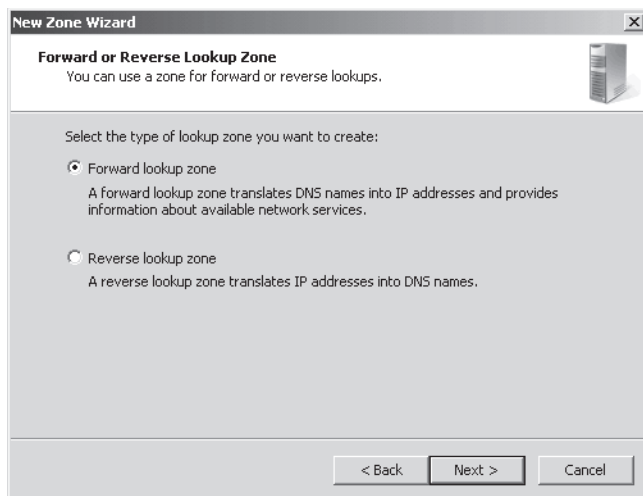 New Zone Wizard
Forward or Reverse Lookup Zone
You can use a zone for forward or reverse lookups.
Select the type of lookup zone you want to create:
Forward lookup zone
A forward lookup zone translates DNS names into IP addresses and provides
information about available network services.
Reverse lookup zone
A reverse lookup zone translates IP addresses into DNS names.
< Back
Next >
Cancel